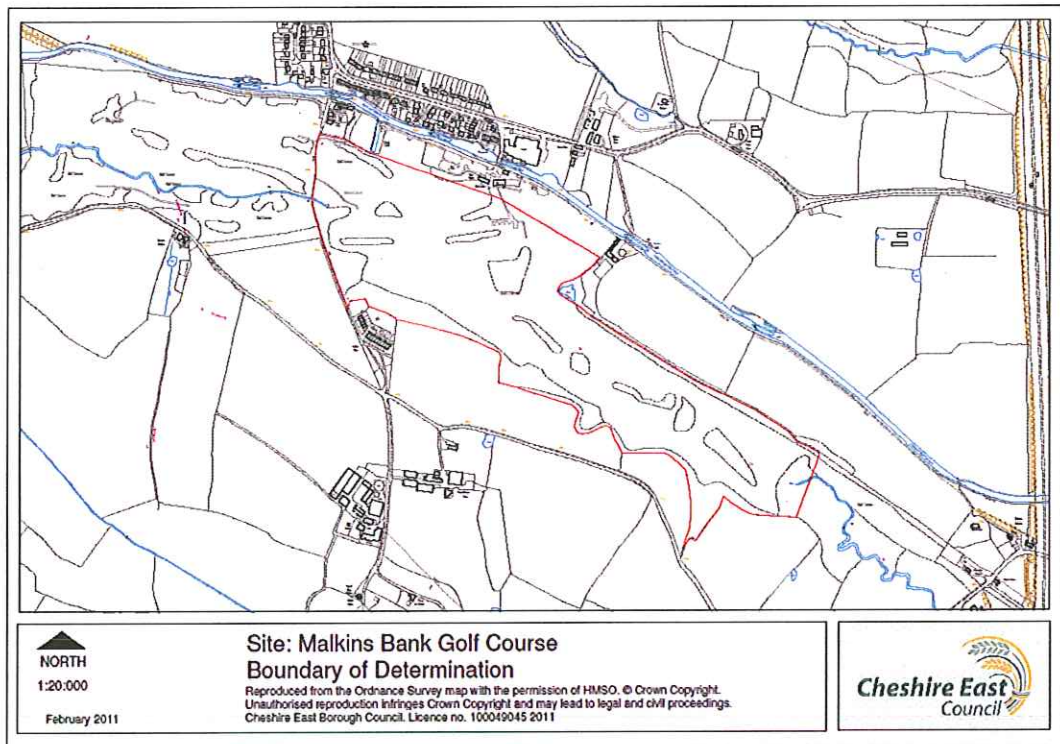 NORTH
1:20:000
February 2011
Site: Malkins Bank Golf Course
Boundary of Determination
Reproduced from the Ordnance Survey map with the permission of HMSO. © Crown Copyright.
Unauthorised reproduction infringes Crown Copyright and may lead to legal and civil proceedings.
Cheshire East Borough Council. Licence no. 100049045 2011
Cheshire East
Council